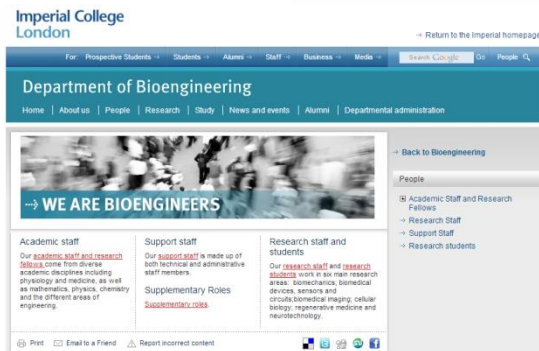 Imperial College
London
→ Return to the Imperial homepage
For: Prospective Students → Students → Alumni → Staff → Business → Media →
Search Google Go People
Department of Bioengineering
Home | About us | People | Research | Study | News and events | Alumni | Departmental administration
→ Back to Bioengineering
People
Academic Staff and Research
Fellows
→ Research Staff
→ Support Staff
→ Research students
WE ARE BIOENGINEERS
Academic staff
Our academic staff and research
fellows come from diverse
academic disciplines including
physiology and medicine, as well
as mathematics, physics, chemistry
and the different areas of
engineering.
Support staff
Our support staff is made up of
both technical and administrative
staff members.
Supplementary Roles
Supplementary roles.
Research staff and
students
Our research staff and research
students work in six main research
areas: biomechanics; biomedical
devices, sensors and
circuits;biomedical imaging; cellular
biology; regenerative medicine and
neurotechnology.
Print Email to a Friend Report incorrect content